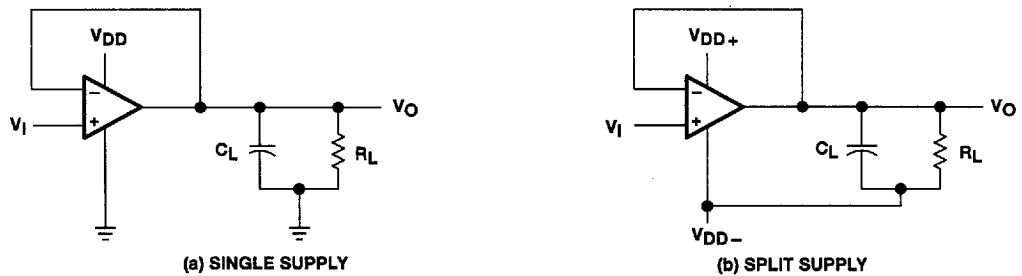 VDD
−
+
VI
CL
RL
VO
(a) SINGLE SUPPLY
VDD+
−
+
VI
CL
RL
VO
VDD−
(b) SPLIT SUPPLY